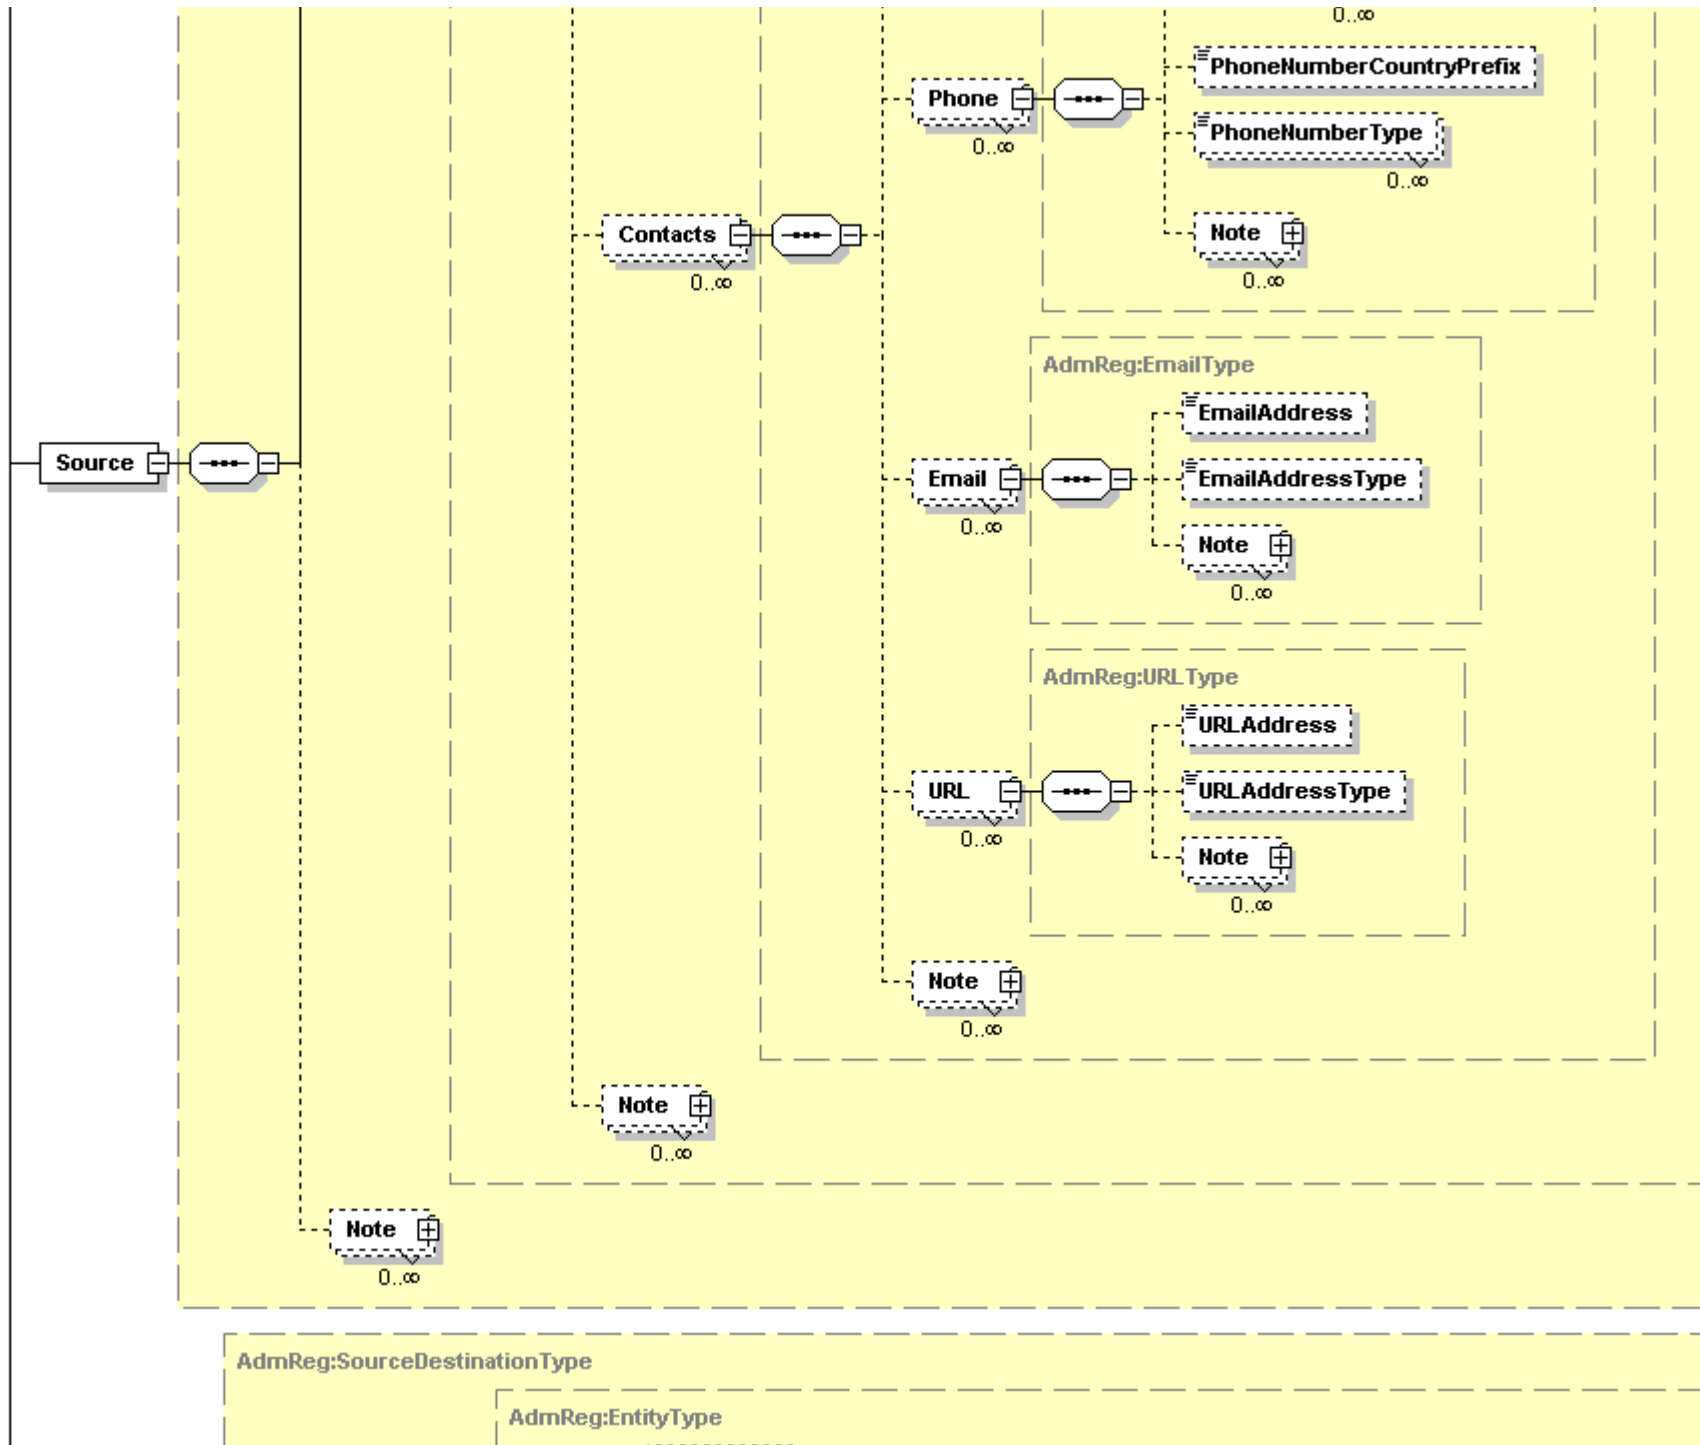 0..∞
PhoneNumberCountryPrefix
Phone
0..∞
PhoneNumberType
0..∞
Contacts
0..∞
Note
0..∞
AdmReg:EmailType
EmailAddress
Source
Email
0..∞
EmailAddressType
Note
0..∞
AdmReg:URLType
URLAddress
URL
0..∞
URLAddressType
Note
0..∞
Note
0..∞
Note
0..∞
Note
0..∞
AdmReg:SourceDestinationType
AdmReg:EntityType